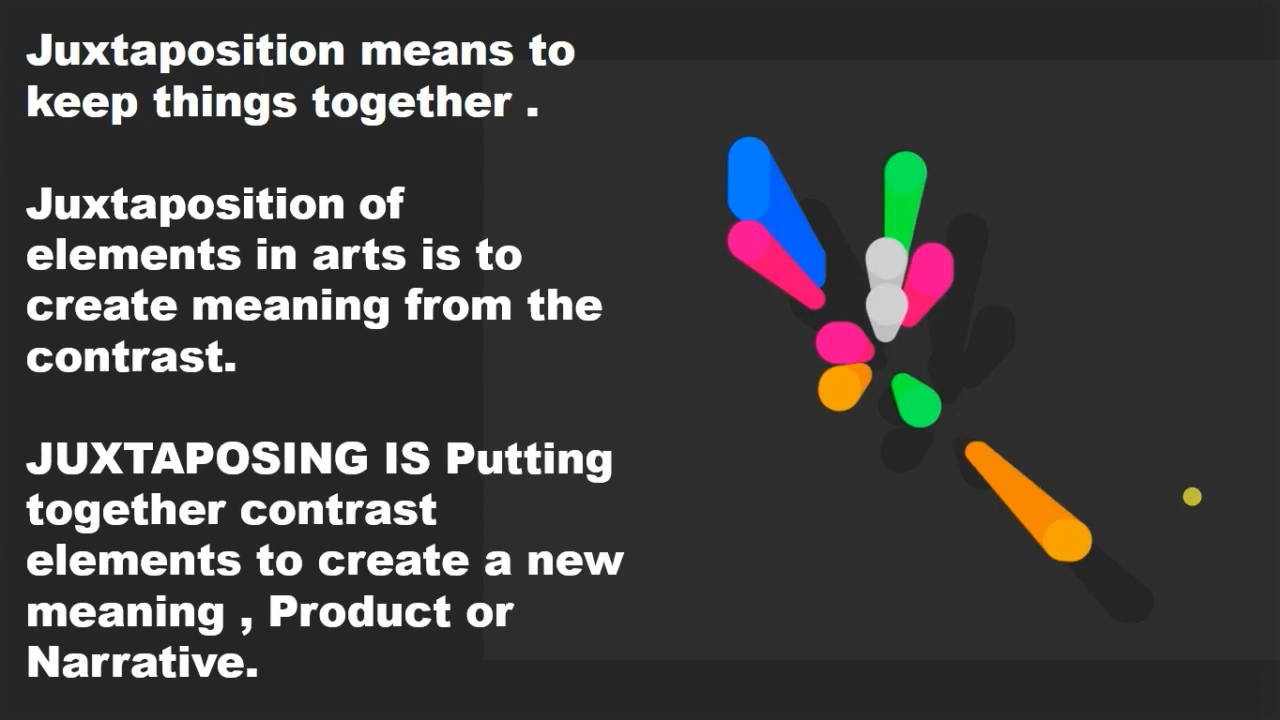 Juxtaposition means to
keep things together .
Juxtaposition of
elements in arts is to
create meaning from the
contrast.
JUXTAPOSING IS Putting
together contrast
elements to create a new
meaning , Product or
Narrative.